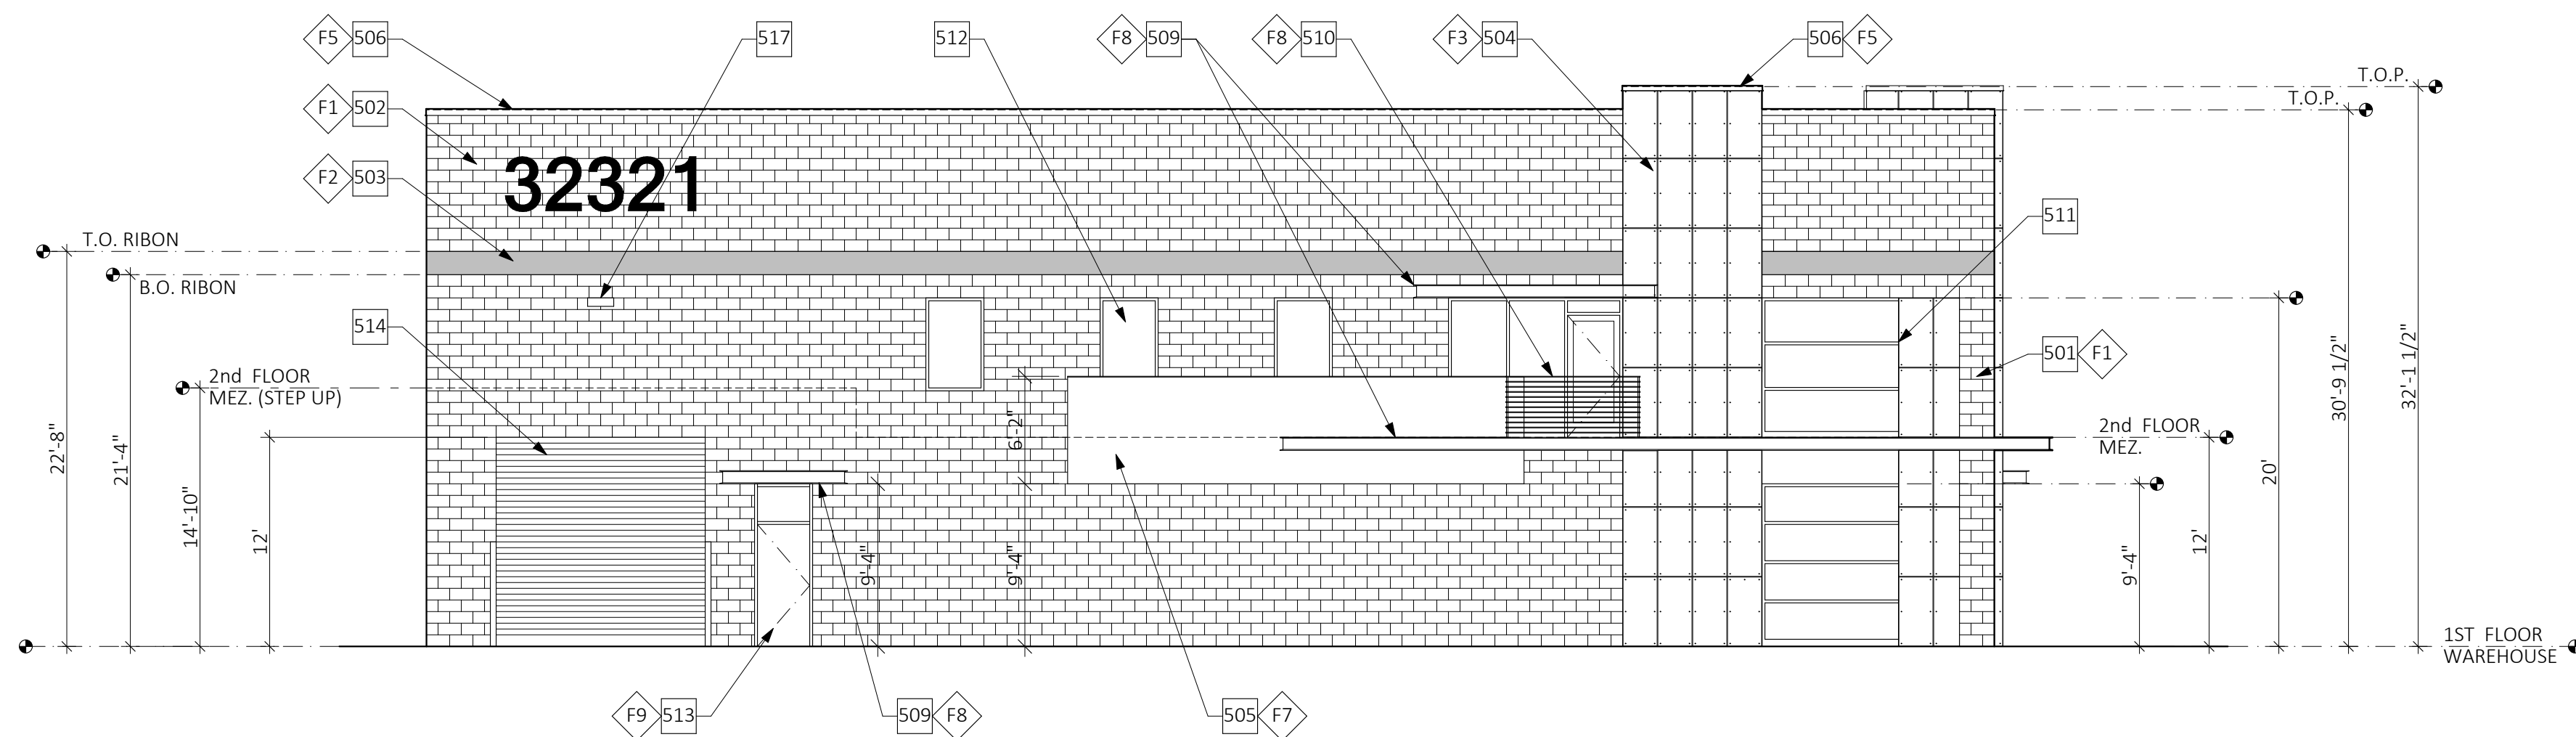 F5 506
517
512
F8 509
F8 510
F3 504
506 F5
T.O.P.
T.O.P.
F1 502
F2 503
32321
511
T.O. RIBON
B.O. RIBON
514
501 F1
2nd FLOOR
MEZ. (STEP UP)
2nd FLOOR
MEZ.
22'-8"
21'-4"
14'-10"
12'
9'-4"
6'-2"
9'-4"
9'-4"
12'
20'
30'-9 1/2"
32'-1 1/2"
1ST FLOOR
WAREHOUSE
F9 513
509 F8
505 F7